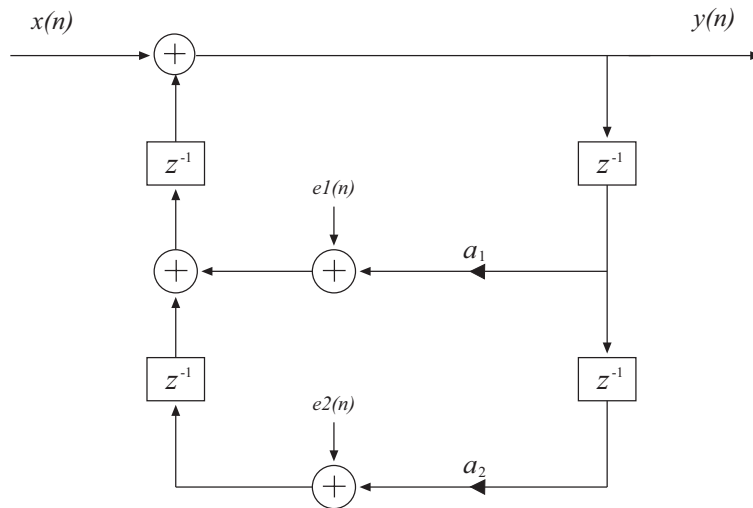 x(n)
y(n)
z⁻¹
z⁻¹
e1(n)
a₁
z⁻¹
z⁻¹
e2(n)
a₂